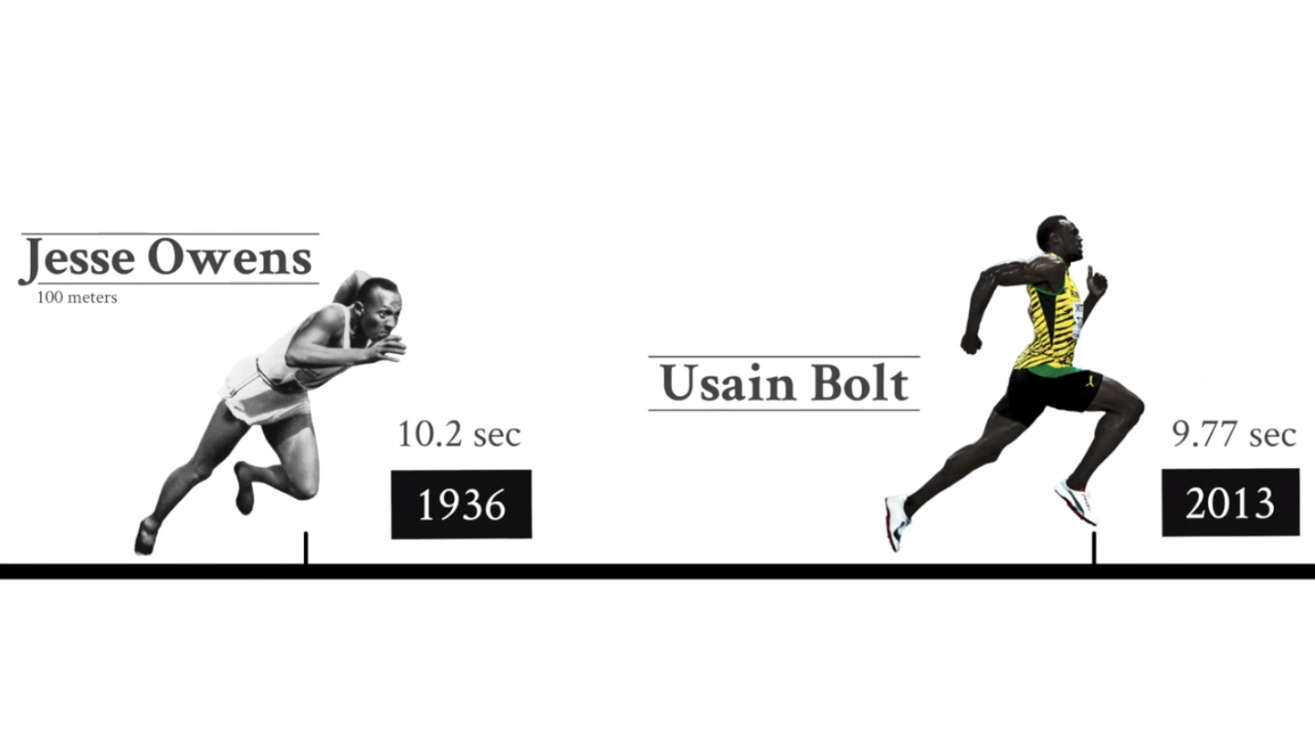 Jesse Owens
100 meters
10.2 sec
1936
Usain Bolt
9.77 sec
2013